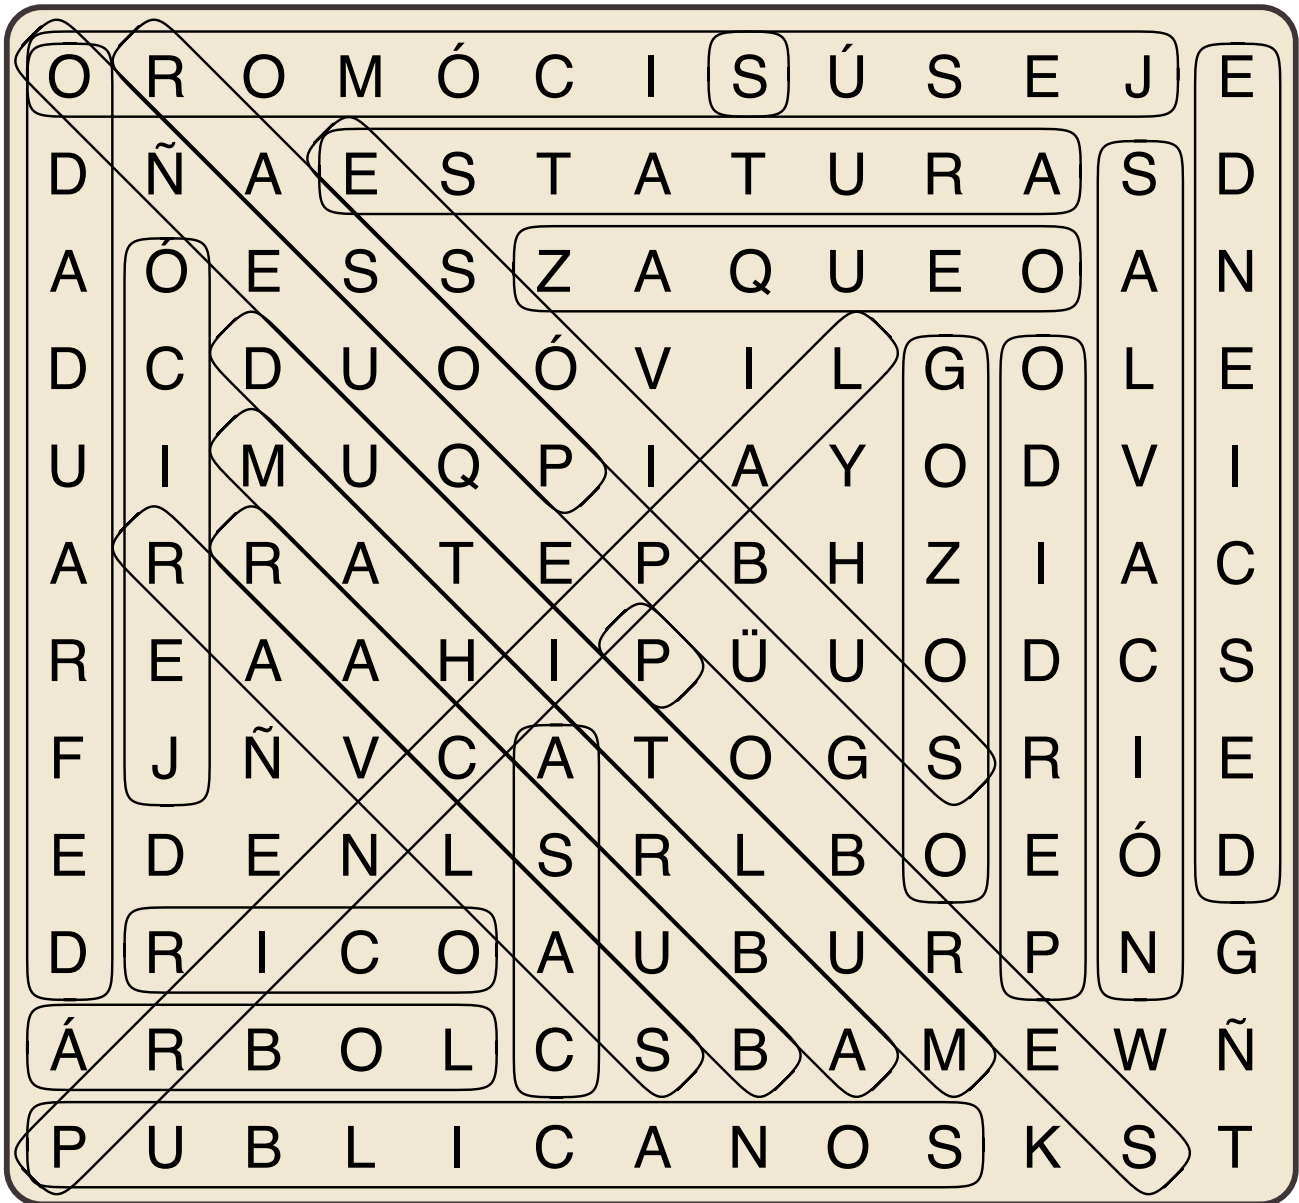 O R O M Ó C I S Ú S E J E
D Ñ A E S T A T U R A S D
A Ó E S S Z A Q U E O A N
D C D U O Ó V I L G O L E
U I M U Q P I A Y O D V I
A R R A T E P B H Z I A C
R E A A H I P Ü U O D C S
F J Ñ V C A T O G S R I E
E D E N L S R L B O E Ó D
D R I C O A U B U R P N G
Á R B O L C S B A M E W Ñ
P U B L I C A N O S K S T